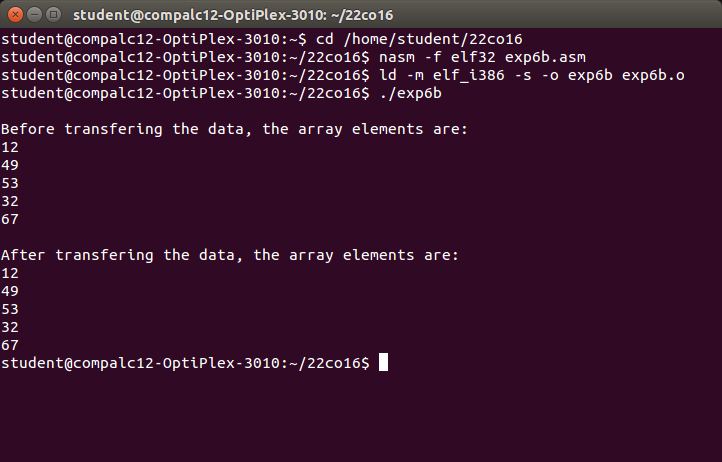 student@compalc12-OptiPlex-3010: ~/22co16
student@compalc12-OptiPlex-3010:~$ cd /home/student/22co16
student@compalc12-OptiPlex-3010:~/22co16$ nasm -f elf32 exp6b.asm
student@compalc12-OptiPlex-3010:~/22co16$ ld -m elf_i386 -s -o exp6b exp6b.o
student@compalc12-OptiPlex-3010:~/22co16$ ./exp6b
Before transfering the data, the array elements are:
12
49
53
32
67
After transfering the data, the array elements are:
12
49
53
32
67
student@compalc12-OptiPlex-3010:~/22co16$